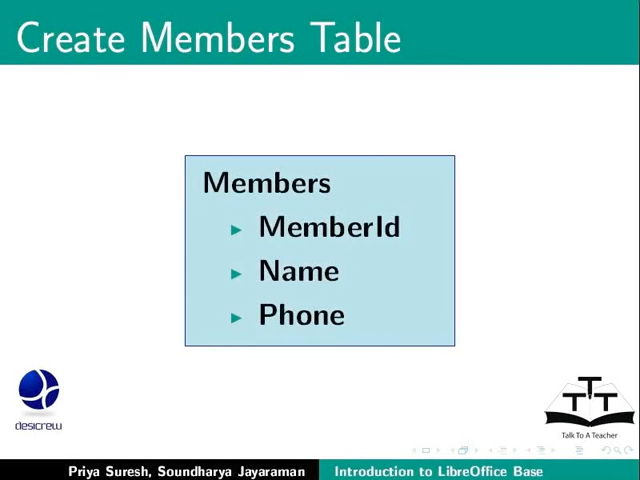 Create Members Table
Members
MemberId
Name
Phone
desicrew
TTT
Talk To A Teacher
Priya Suresh, Soundharya Jayaraman
Introduction to LibreOffice Base